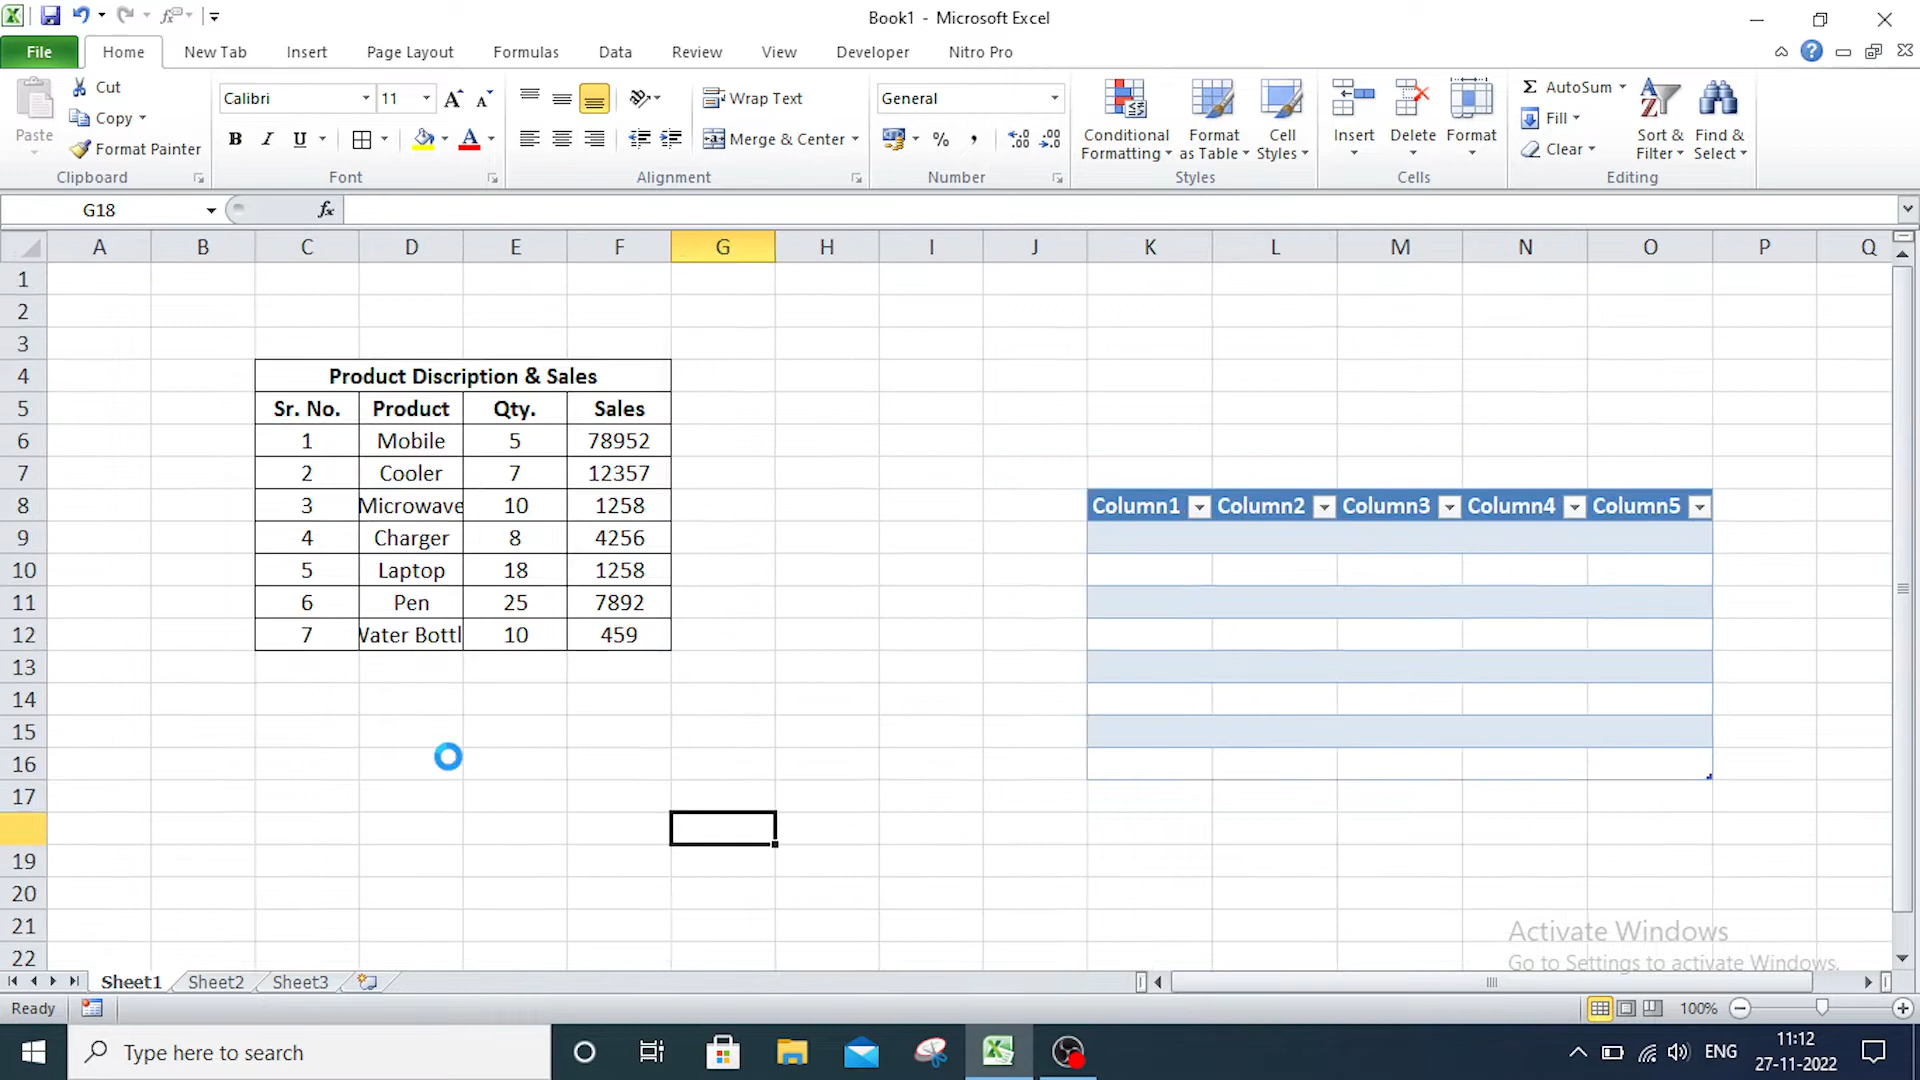 Book1 - Microsoft Excel
File Home New Tab Insert Page Layout Formulas Data Review View Developer Nitro Pro
Paste
Cut
Copy
Format Painter
Clipboard
Calibri 11
B I U A
Font
Wrap Text
Merge & Center
Alignment
General
% ,
Number
Conditional Formatting
Format as Table
Cell Styles
Styles
Insert Delete Format
Cells
Σ AutoSum
Fill
Clear
Sort & Filter
Find & Select
Editing
G18 fx
A B C D E F G H I J K L M N O P Q
1
2
3
4 Product Discription & Sales
5 Sr. No. Product Qty. Sales
6 1 Mobile 5 78952
7 2 Cooler 7 12357
8 3 Microwave 10 1258 Column1 Column2 Column3 Column4 Column5
9 4 Charger 8 4256
10 5 Laptop 18 1258
11 6 Pen 25 7892
12 7 Water Bottl 10 459
13
14
15
16
17
19
20
21
22
Activate Windows
Go to Settings to activate Windows.
Sheet1 Sheet2 Sheet3
Ready 100%
Type here to search
ENG
11:12
27-11-2022